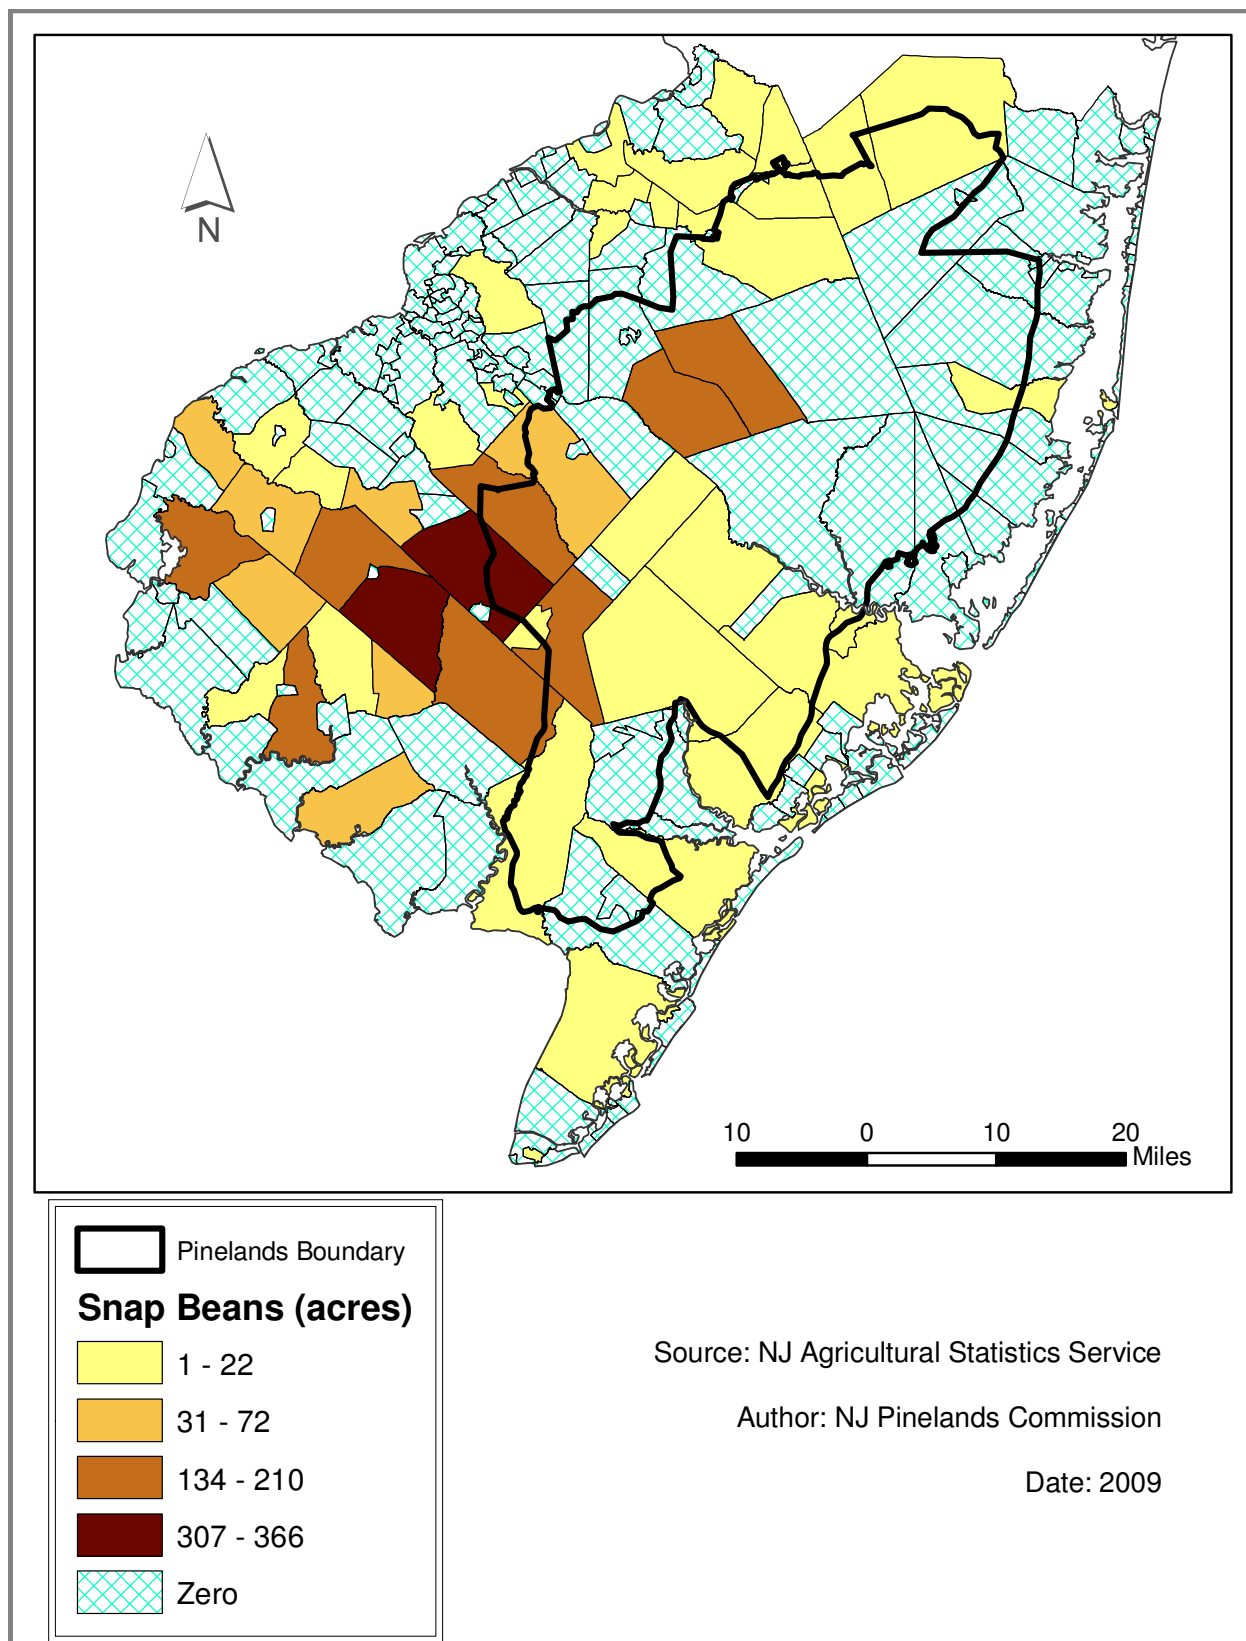 N
10 0 10 20
Miles
Pinelands Boundary
Snap Beans (acres)
1 - 22
31 - 72
134 - 210
307 - 366
Zero
Source: NJ Agricultural Statistics Service
Author: NJ Pinelands Commission
Date: 2009